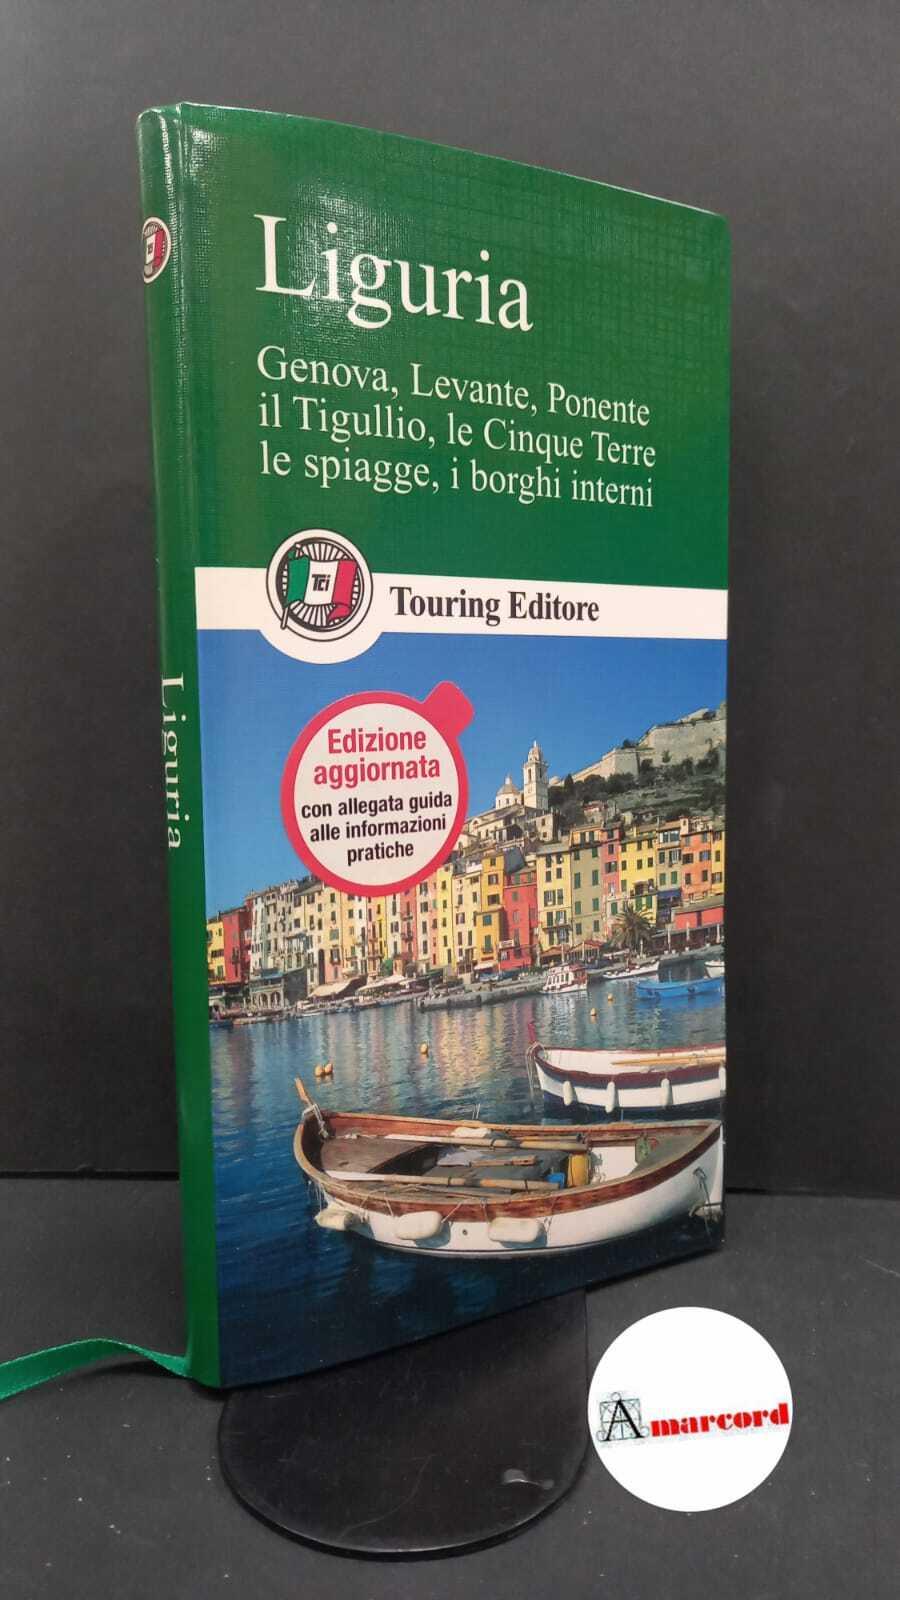 Liguria
Genova, Levante, Ponente
il Tigullio, le Cinque Terre
le spiagge, i borghi interni
Tci
Touring Editore
Edizione
aggiornata
con allegata guida
alle informazioni
pratiche
Liguria
Amarcord